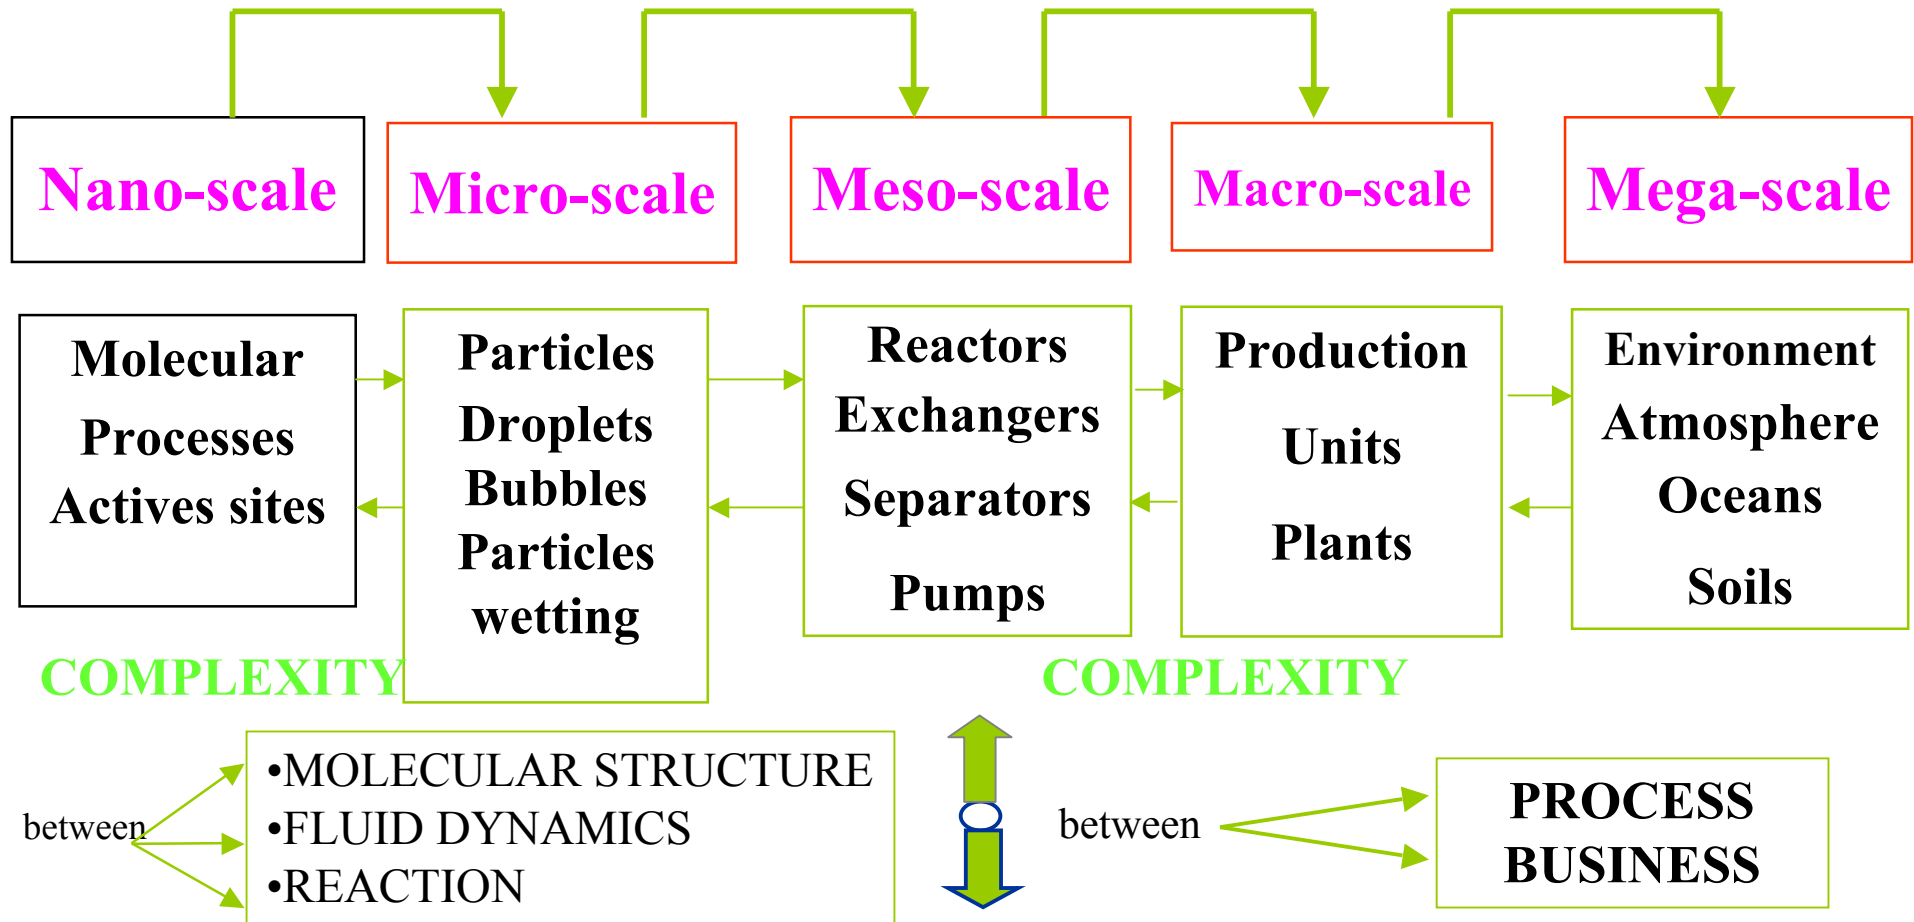 Nano-scale
Micro-scale
Meso-scale
Macro-scale
Mega-scale
Molecular
Processes
Actives sites
Particles
Droplets
Bubbles
Particles
wetting
Reactors
Exchangers
Separators
Pumps
Production
Units
Plants
Environment
Atmosphere
Oceans
Soils
COMPLEXITY
between
•MOLECULAR STRUCTURE
•FLUID DYNAMICS
•REACTION
COMPLEXITY
between
PROCESS
BUSINESS